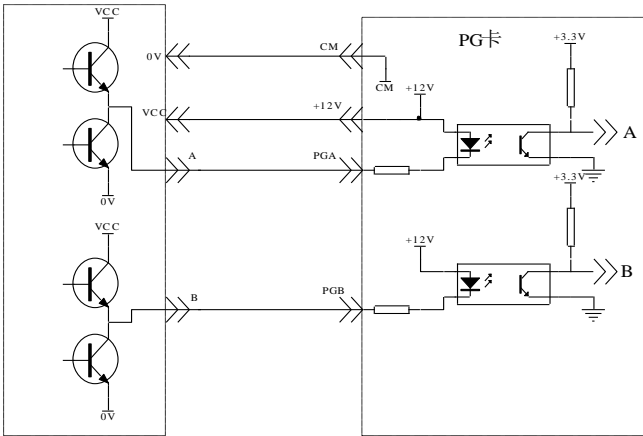 VCC
0V
CM
CM
PG卡
+3.3V
VCC
+12V
+12V
A
A
PGA
0V
+3.3V
VCC
+12V
B
B
PGB
0V